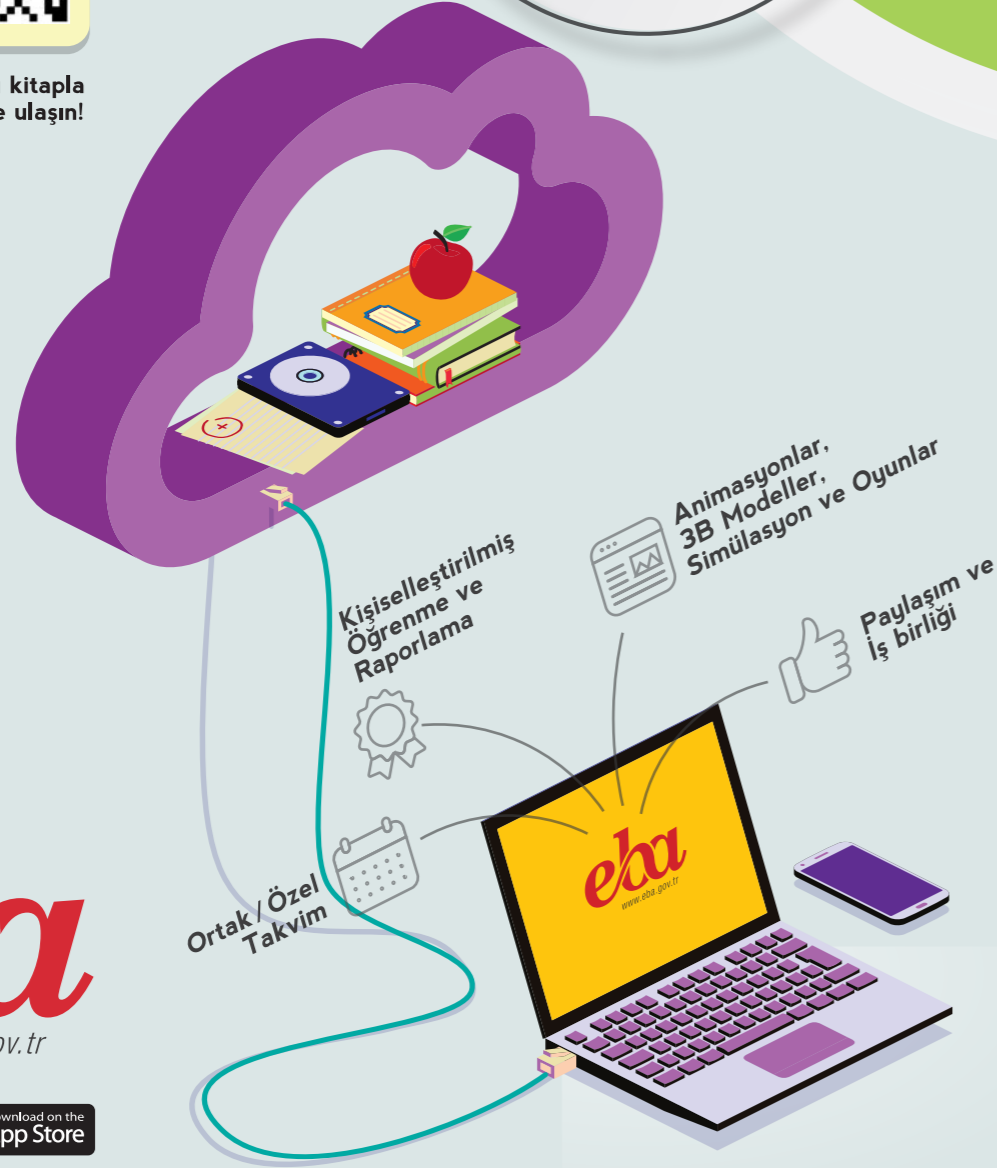 kitapla
e ulaşın!
Animasyonlar,
3B Modeller,
Simülasyon ve Oyunlar
Kişiselleştirilmiş
Öğrenme ve
Raporlama
Paylaşım ve
İş birliği
eba
www.eba.gov.tr
Ortak / Özel
Takvim
a
ov.tr
ownload on the
pp Store